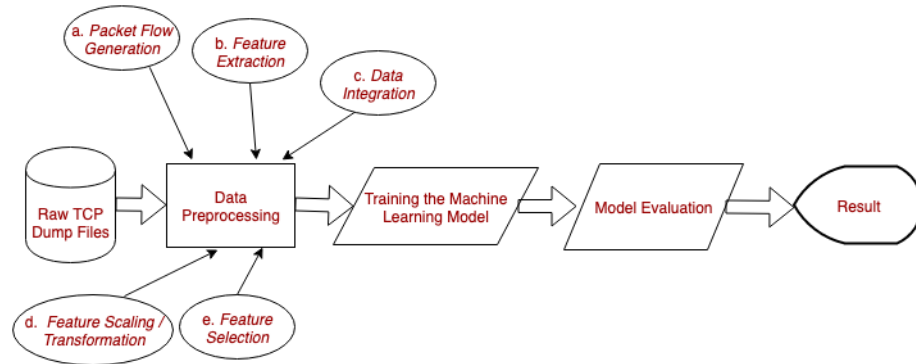 a. Packet Flow
Generation
b. Feature
Extraction
c. Data
Integration
Raw TCP
Dump Files
Data
Preprocessing
Training the Machine
Learning Model
Model Evaluation
Result
d. Feature Scaling /
Transformation
e. Feature
Selection